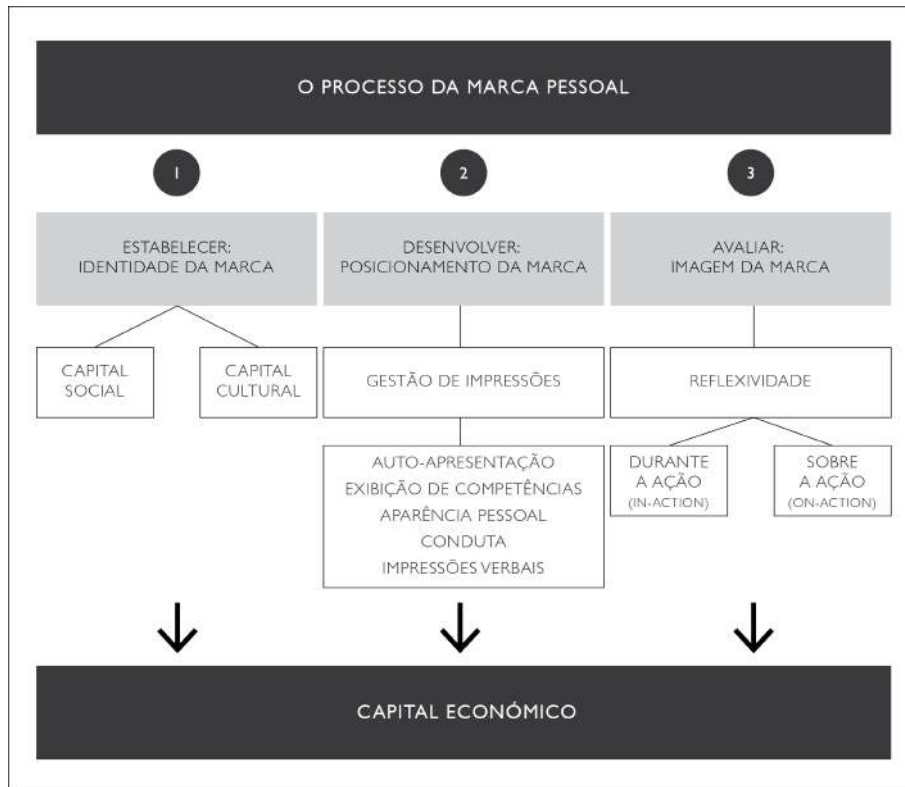 O PROCESSO DA MARCA PESSOAL
1
2
3
ESTABELECER:
IDENTIDADE DA MARCA
DESENVOLVER:
POSICIONAMENTO DA MARCA
AVALIAR:
IMAGEM DA MARCA
CAPITAL
SOCIAL
CAPITAL
CULTURAL
GESTÃO DE IMPRESSÕES
REFLEXIVIDADE
AUTO-APRESENTAÇÃO
EXIBIÇÃO DE COMPETÊNCIAS
APARÊNCIA PESSOAL
CONDUTA
IMPRESSÕES VERBAIS
DURANTE
A AÇÃO
(IN-ACTION)
SOBRE
A AÇÃO
(ON-ACTION)
CAPITAL ECONÓMICO